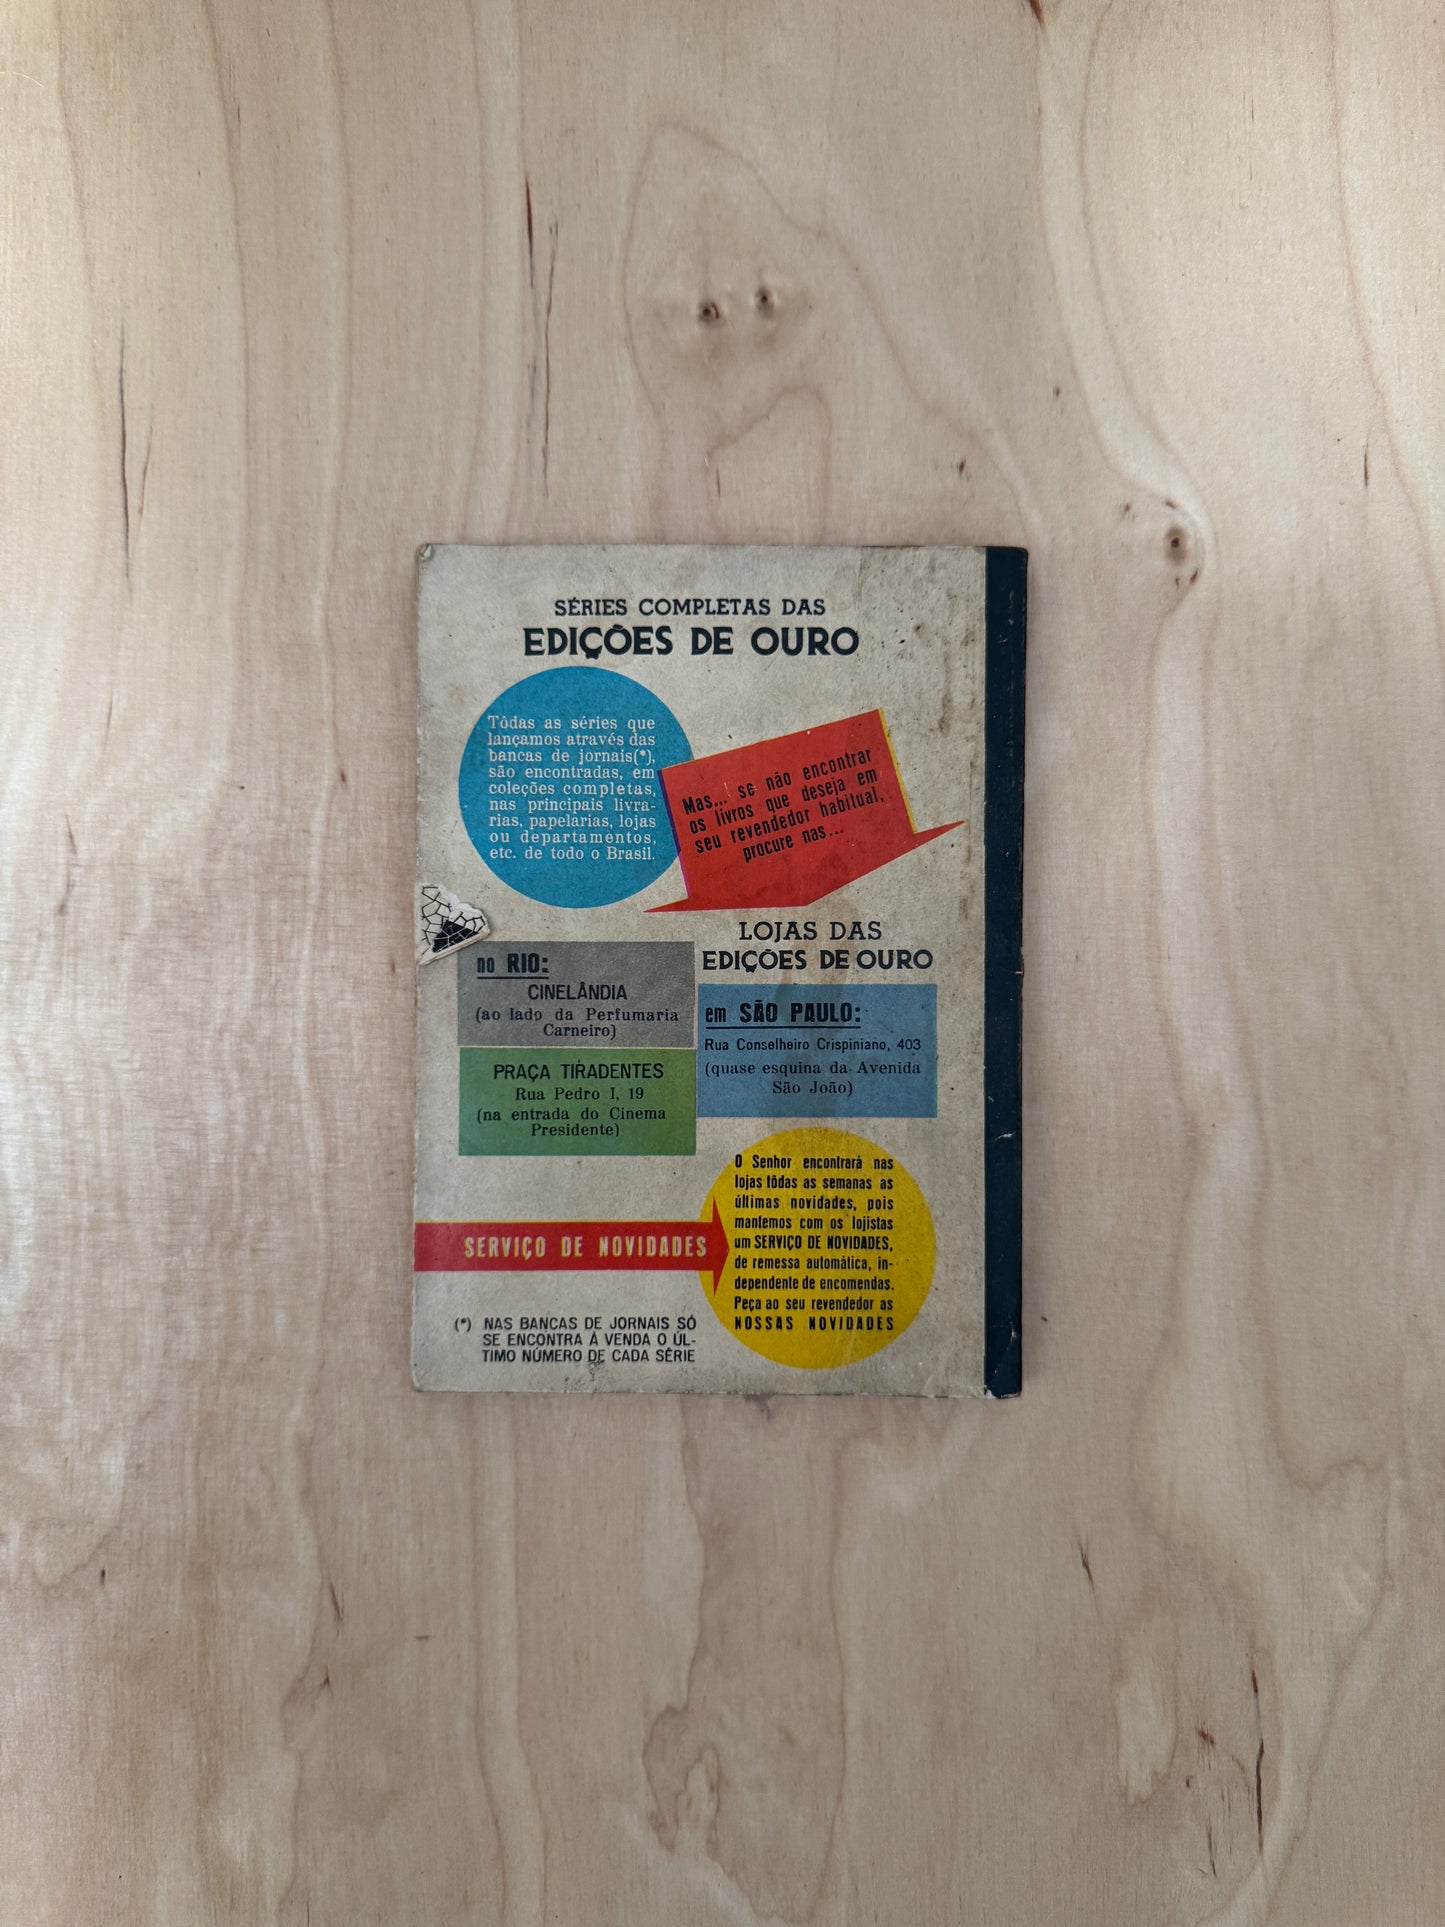 SÉRIES COMPLETAS DAS
EDIÇÕES DE OURO
Tôdas as séries que
lançamos através das
bancas de jornais(*),
são encontradas, em
coleções completas,
nas principais livra-
rias, papelarias, lojas
ou departamentos,
etc. de todo o Brasil.
Mas... se não encontrar
os livros que deseja em
seu revendedor habitual,
procure nas...
LOJAS DAS
EDIÇÕES DE OURO
no RIO:
CINELÂNDIA
(ao lado da Perfumaria
Carneiro)
PRAÇA TIRADENTES
Rua Pedro I, 19
(na entrada do Cinema
Presidente)
em SÃO PAULO:
Rua Conselheiro Crispiniano, 403
(quase esquina da Avenida
São João)
SERVIÇO DE NOVIDADES
O Senhor encontrará nas
lojas tôdas as semanas as
últimas novidades, pois
mantemos com os lojistas
um SERVIÇO DE NOVIDADES,
de remessa automática, in-
dependente de encomendas.
Peça ao seu revendedor as
NOSSAS NOVIDADES
(*) NAS BANCAS DE JORNAIS SÓ
SE ENCONTRA À VENDA O ÚL-
TIMO NÚMERO DE CADA SÉRIE